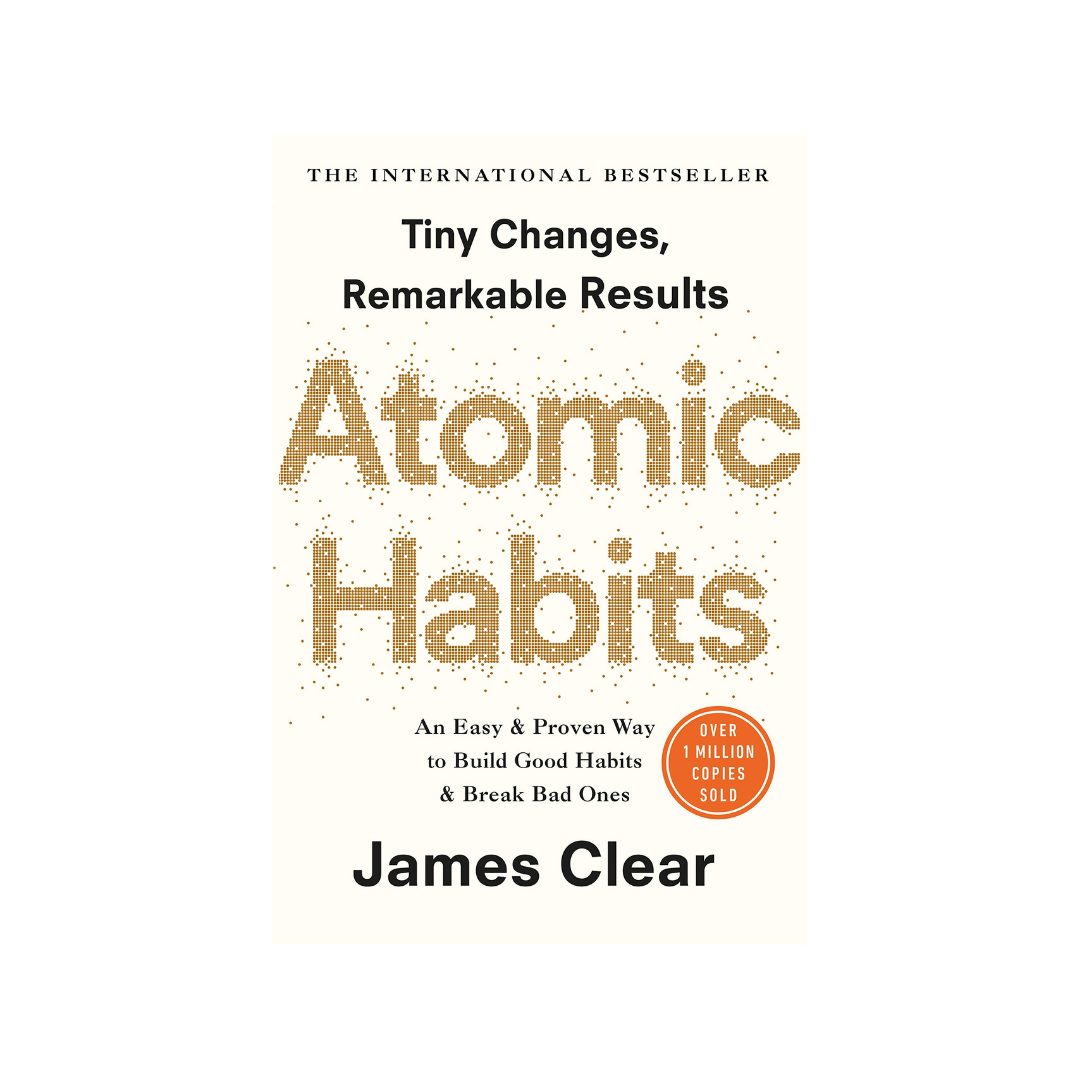 THE INTERNATIONAL BESTSELLER
Tiny Changes,
Remarkable Results
Atomic
Habits
An Easy & Proven Way
to Build Good Habits
& Break Bad Ones
OVER
1 MILLION
COPIES
SOLD
James Clear